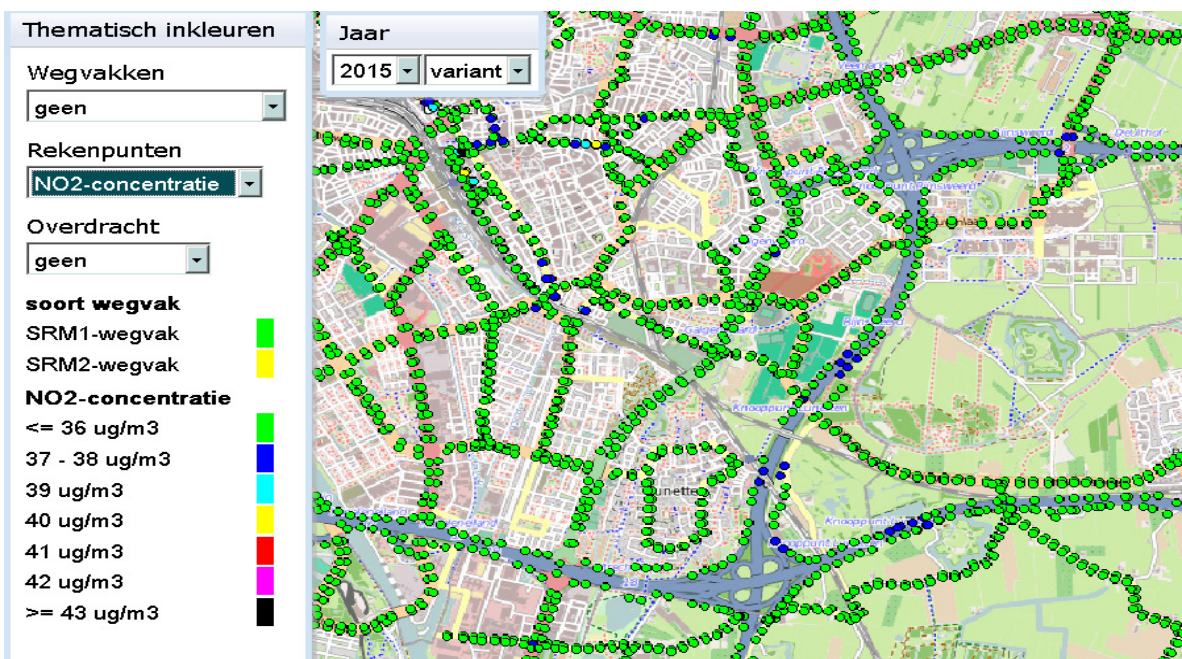 Thematisch inkleuren
Wegvakken
geen
Rekenpunten
NO2-concentratie
Overdracht
geen
soort wegvak
SRM1-wegvak
SRM2-wegvak
NO2-concentratie
<= 36 ug/m3
37 - 38 ug/m3
39 ug/m3
40 ug/m3
41 ug/m3
42 ug/m3
>= 43 ug/m3
Jaar
2015 variant
Knooppunt